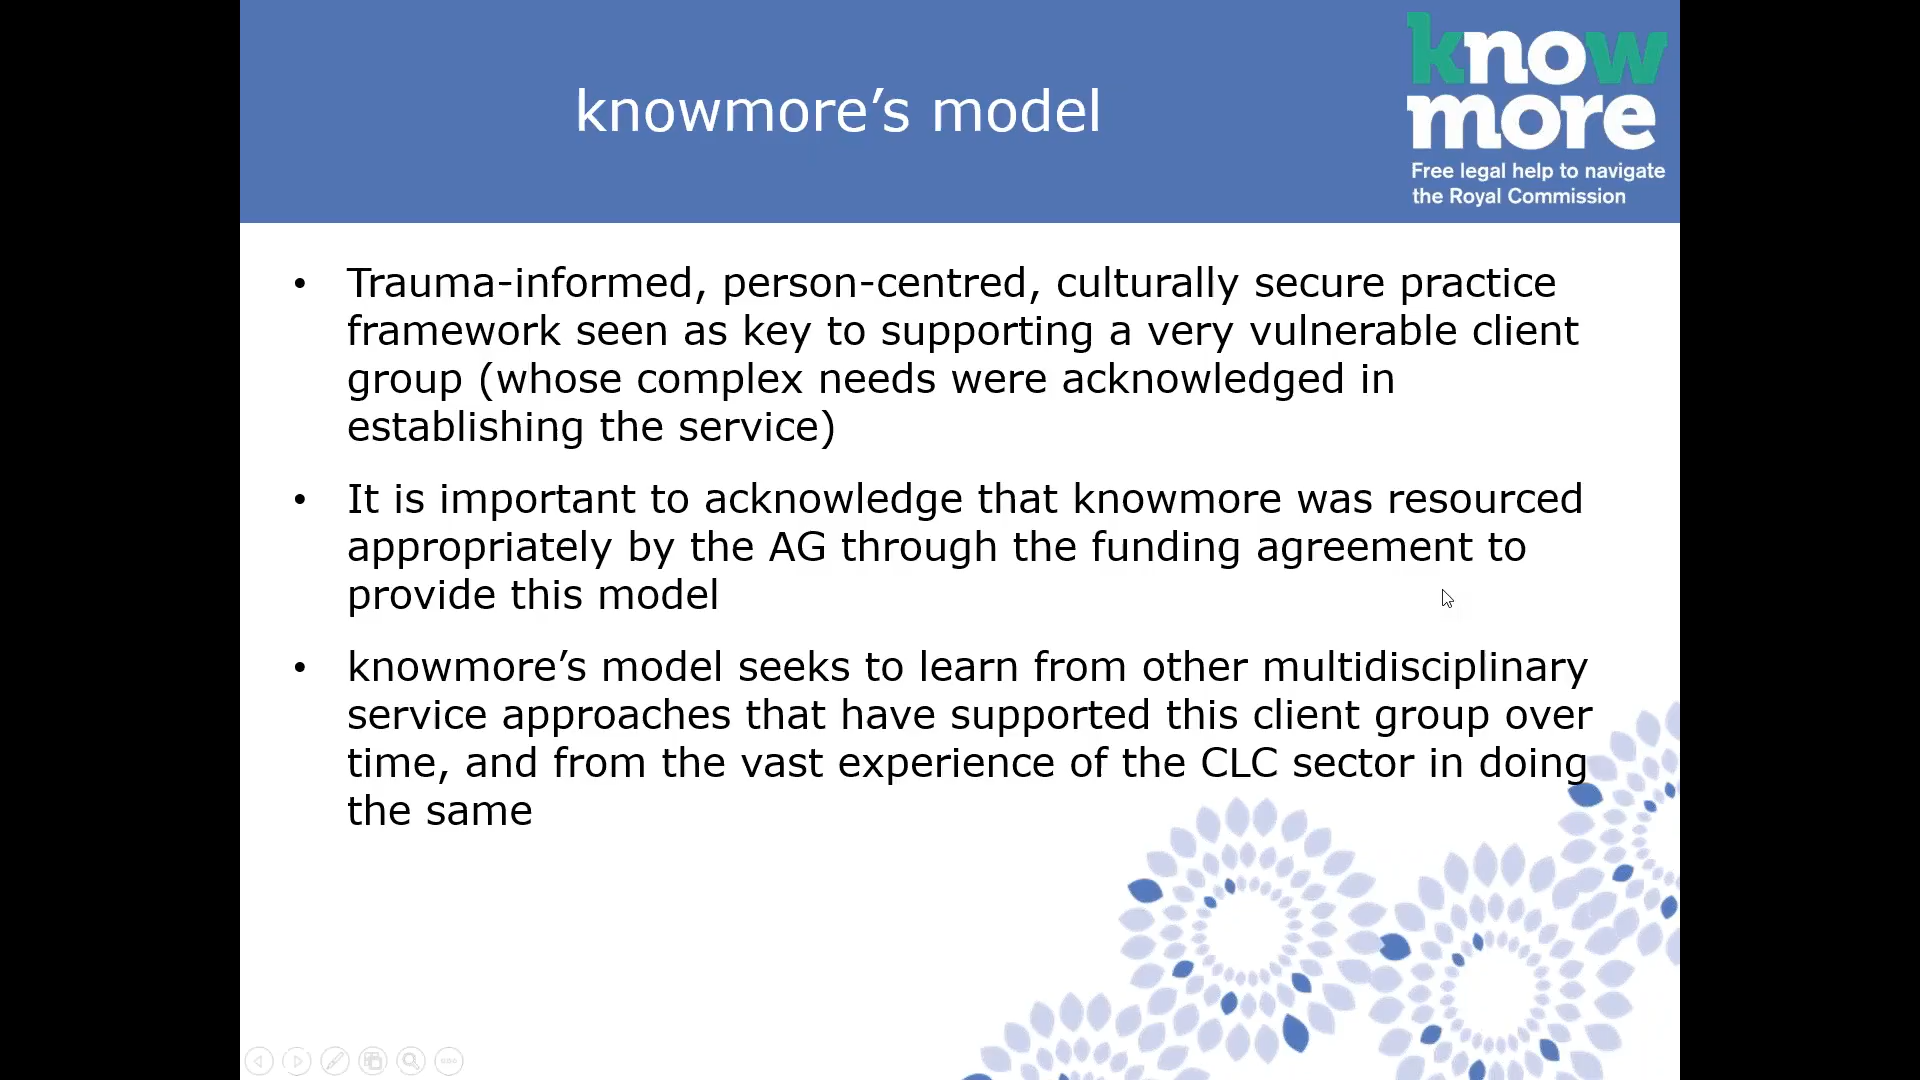 knowmore’s model
know
more
Free legal help to navigate
the Royal Commission
• Trauma-informed, person-centred, culturally secure practice
framework seen as key to supporting a very vulnerable client
group (whose complex needs were acknowledged in
establishing the service)
• It is important to acknowledge that knowmore was resourced
appropriately by the AG through the funding agreement to
provide this model
• knowmore’s model seeks to learn from other multidisciplinary
service approaches that have supported this client group over
time, and from the vast experience of the CLC sector in doing
the same